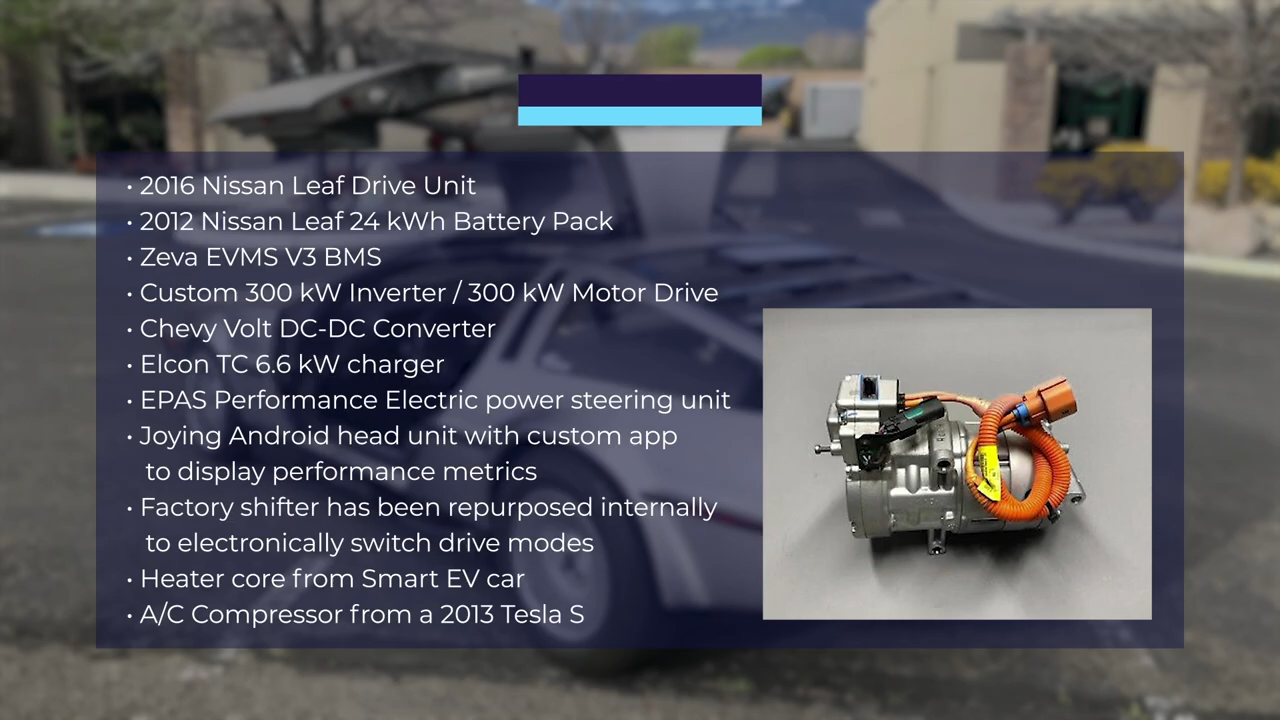 • 2016 Nissan Leaf Drive Unit
• 2012 Nissan Leaf 24 kWh Battery Pack
• Zeva EVMS V3 BMS
• Custom 300 kW Inverter / 300 kW Motor Drive
• Chevy Volt DC-DC Converter
• Elcon TC 6.6 kW charger
• EPAS Performance Electric power steering unit
• Joying Android head unit with custom app
to display performance metrics
• Factory shifter has been repurposed internally
to electronically switch drive modes
• Heater core from Smart EV car
• A/C Compressor from a 2013 Tesla S